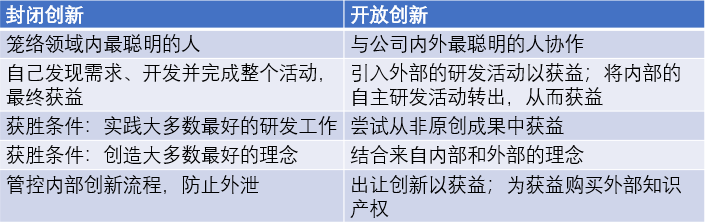 封闭创新
开放创新
笼络领域内最聪明的人
与公司内外最聪明的人协作
自己发现需求、开发并完成整个活动，
最终获益
引入外部的研发活动以获益；将内部的
自主研发活动转出，从而获益
获胜条件：实践大多数最好的研发工作
尝试从非原创成果中获益
获胜条件：创造大多数最好的理念
结合来自内部和外部的理念
管控内部创新流程，防止外泄
出让创新以获益；为获益购买外部知识
产权